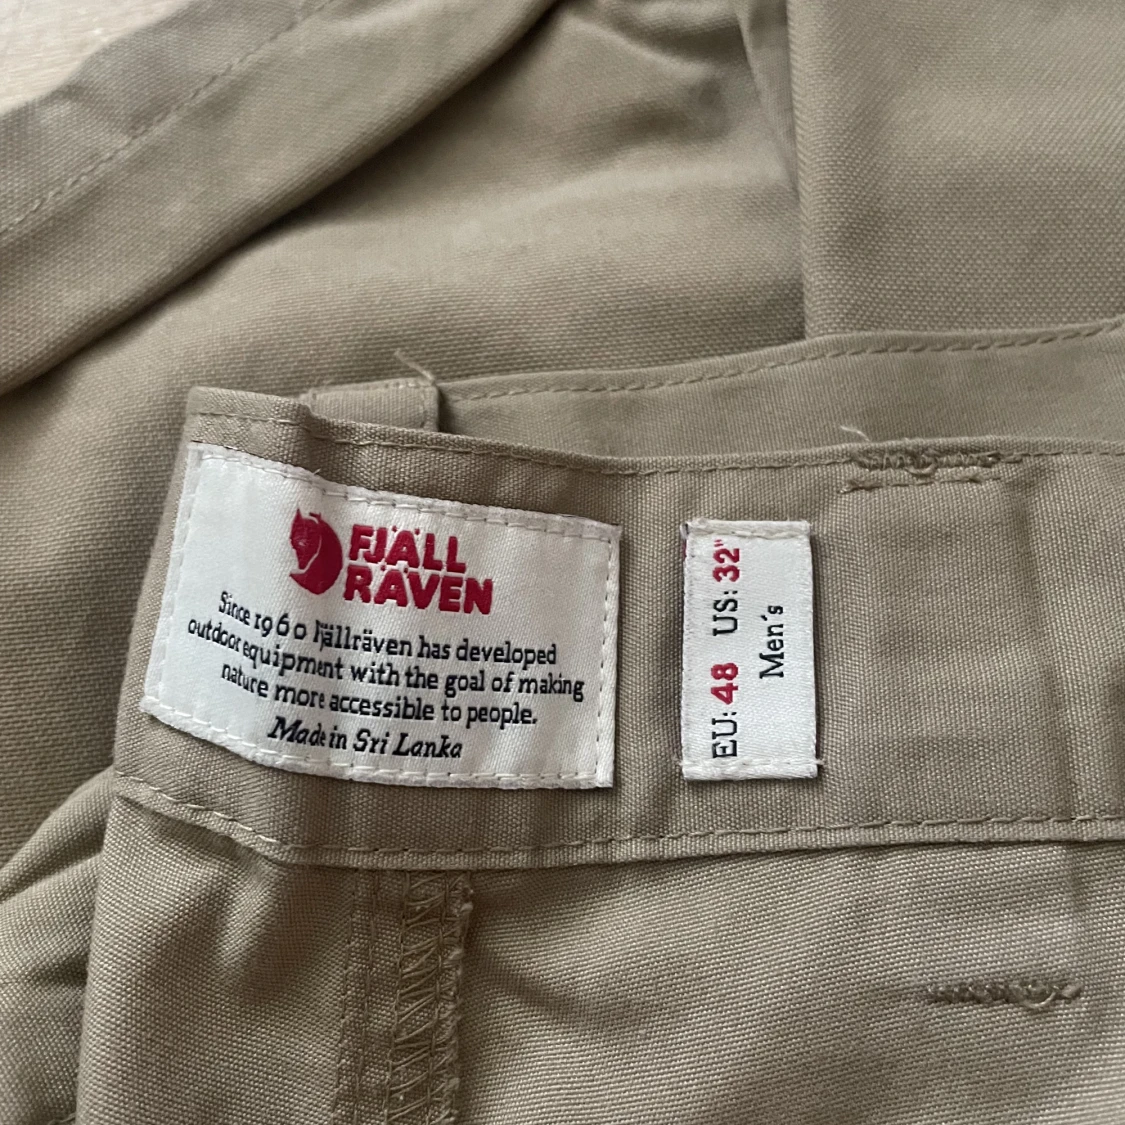 FJÄLL
RÄVEN
Since 1960 Fjällräven has developed
outdoor equipment with the goal of making
nature more accessible to people.
Made in Sri Lanka
EU: 48 US: 32"
Men´s